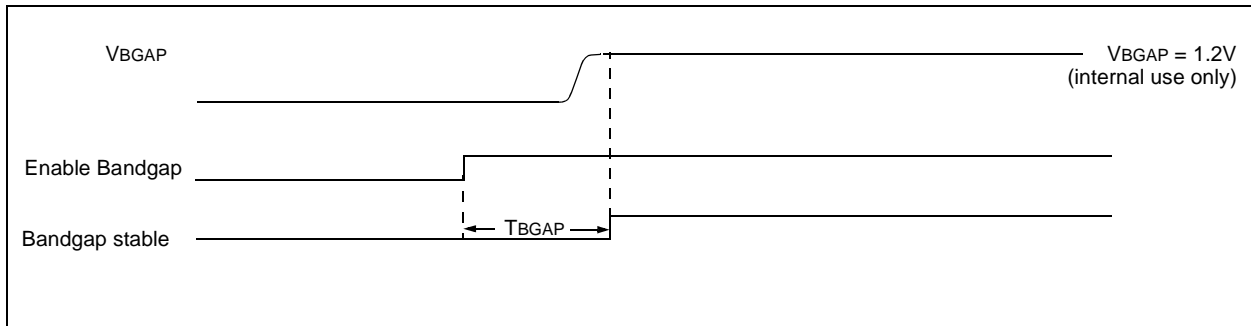 VBGAP
VBGAP = 1.2V
(internal use only)
Enable Bandgap
TBGAP
Bandgap stable